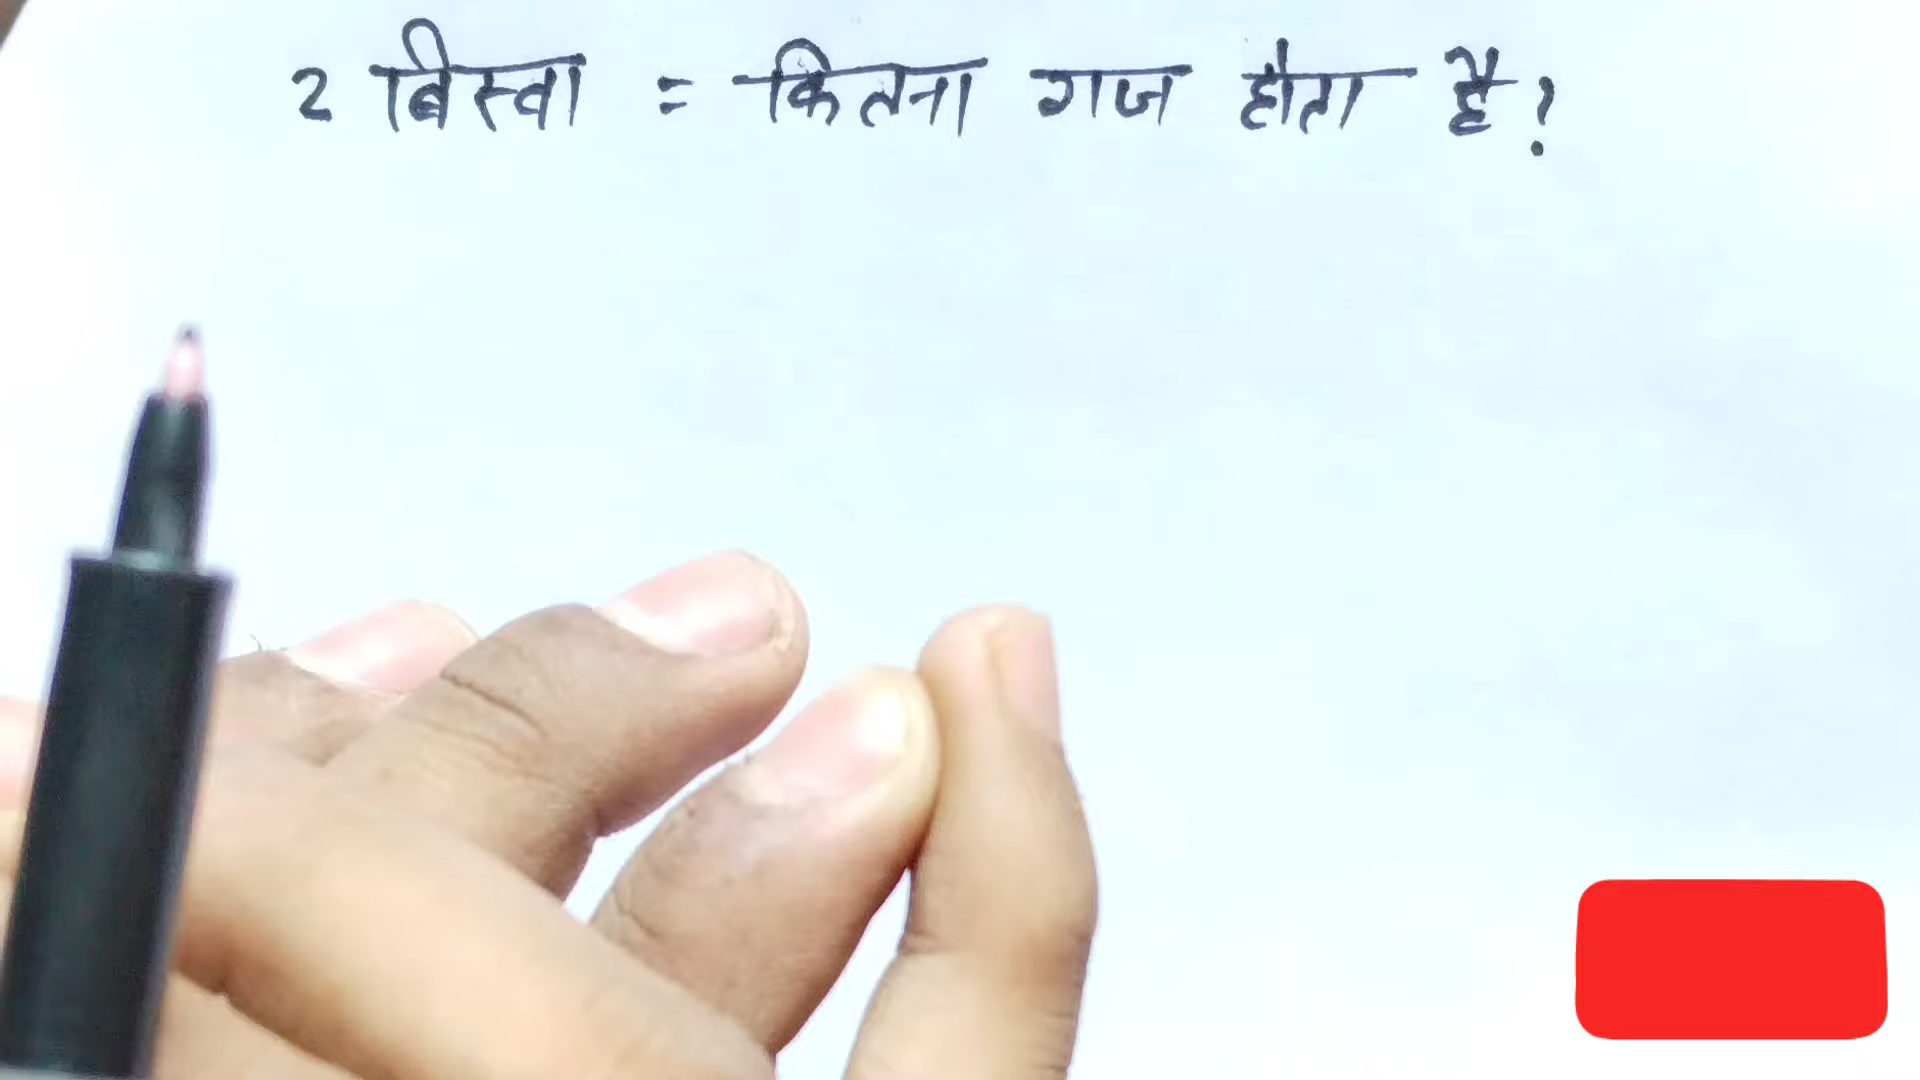 2 बिस्वा = कितना गज होता है?